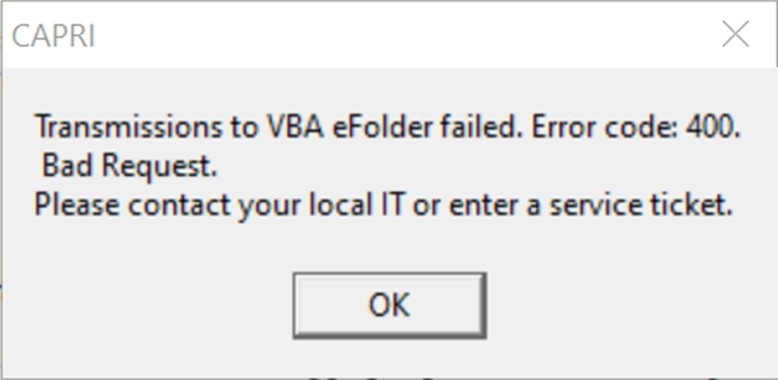 CAPRI
Transmissions to VBA eFolder failed. Error code: 400.
Bad Request.
Please contact your local IT or enter a service ticket.
OK